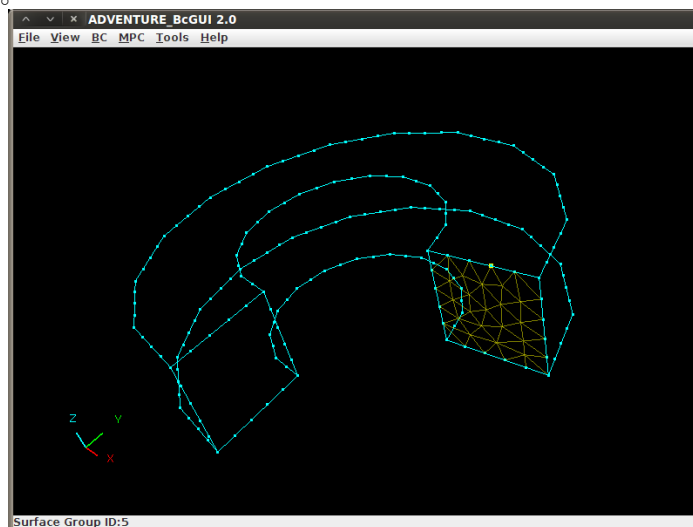 ADVENTURE_BcGUI 2.0
File View BC MPC Tools Help
Z Y
X
Surface Group ID:5